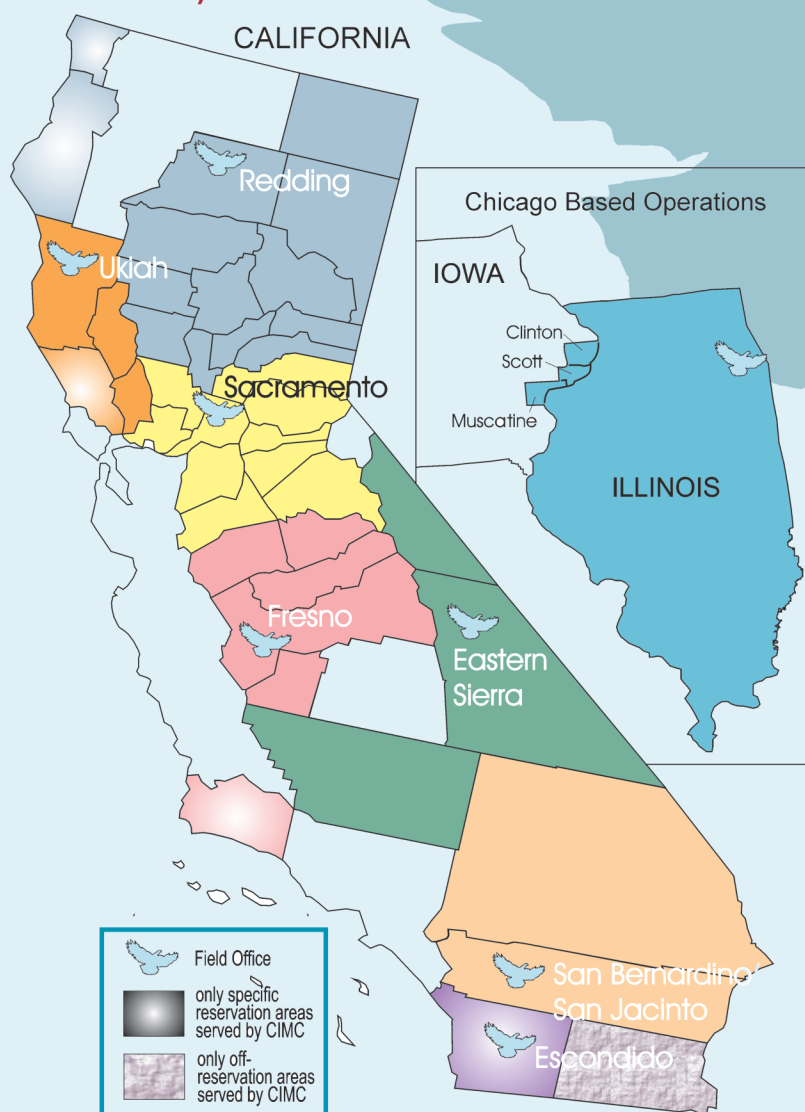 CALIFORNIA
Redding
Ukiah
Sacramento
Fresno
Eastern
Sierra
San Bernardino/
San Jacinto
Escondido
Chicago Based Operations
IOWA
Clinton
Scott
Muscatine
ILLINOIS
Field Office
only specific
reservation areas
served by CIMC
only off-
reservation areas
served by CIMC